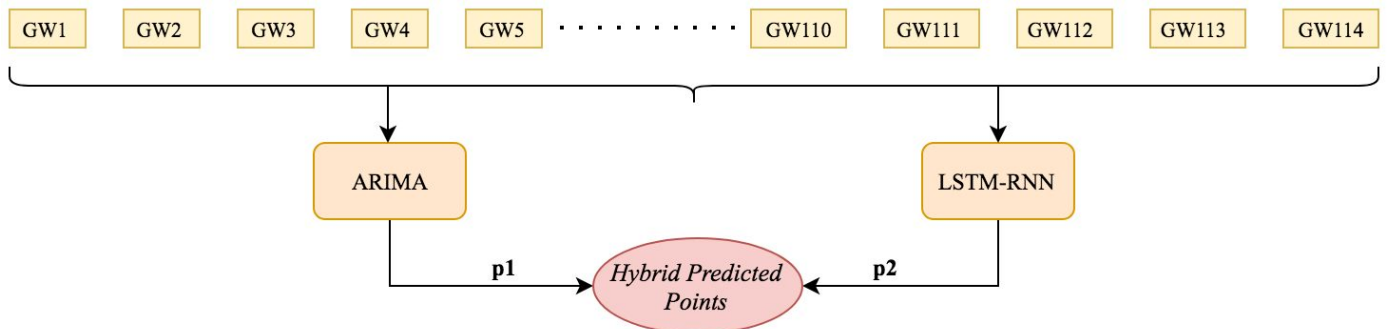 GW1 GW2 GW3 GW4 GW5 GW110 GW111 GW112 GW113 GW114
ARIMA LSTM-RNN
p1 Hybrid Predicted p2
Points